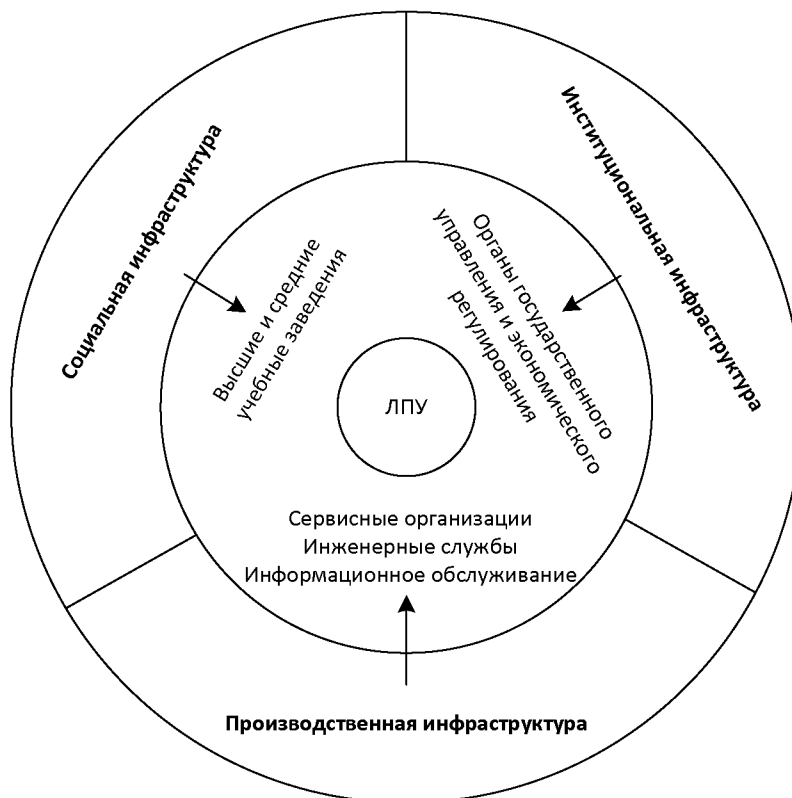 Социальная инфраструктура
Институциональная инфраструктура
Высшие и средние
учебные заведения
Органы государственного
управления и экономического
регулирования
ЛПУ
Сервисные организации
Инженерные службы
Информационное обслуживание
Производственная инфраструктура